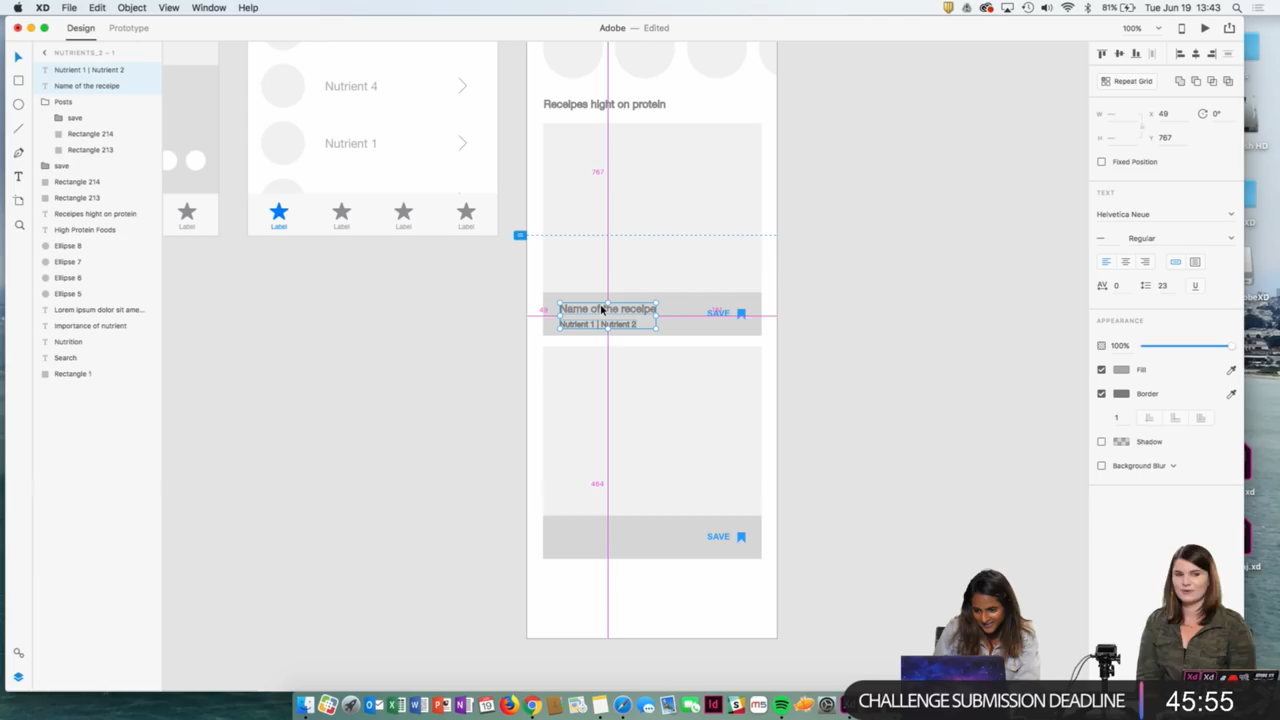 XD File Edit Object View Window Help
81% Tue Jun 19 13:43
Design Prototype
Adobe — Edited
100%
NUTRIENTS_2 – 1
Nutrient 1 | Nutrient 2
Name of the receipe
Posts
save
Rectangle 214
Rectangle 213
save
Rectangle 214
Rectangle 213
Receipes hight on protein
High Protein Foods
Ellipse 8
Ellipse 7
Ellipse 6
Ellipse 5
Lorem ipsum dolor sit ame...
Importance of nutrient
Nutrition
Search
Rectangle 1
Label
Nutrient 4
Nutrient 1
Label Label Label Label
Receipes hight on protein
767
49
Name of the receipe
Nutrient 1 | Nutrient 2
SAVE
464
SAVE
Repeat Grid
W — X 49 0°
H — Y 767
Fixed Position
TEXT
Helvetica Neue
— Regular
0 23
APPEARANCE
100%
Fill
Border
1
Shadow
Background Blur
CHALLENGE SUBMISSION DEADLINE 45:55